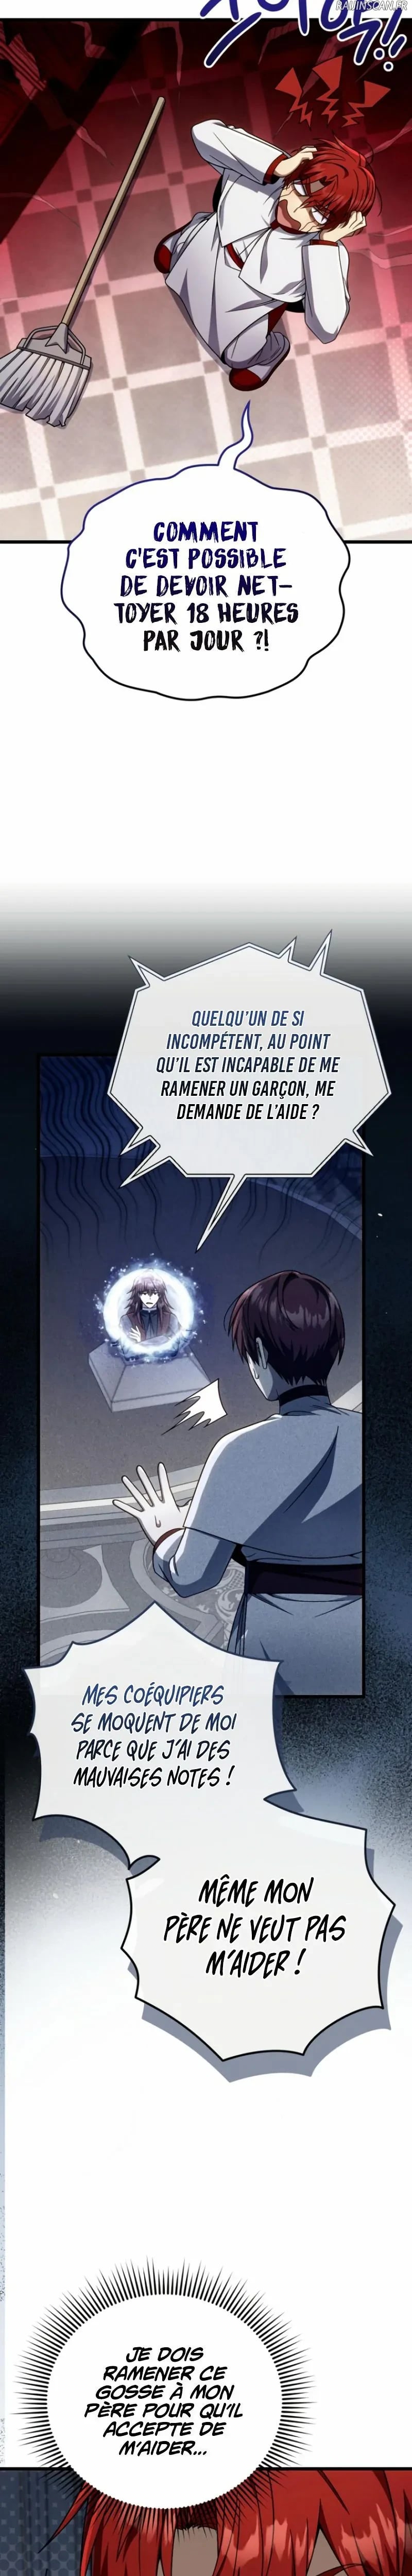 RAIJINSCAN.FR
COMMENT
C'EST POSSIBLE
DE DEVOIR NET-
TOYER 18 HEURES
PAR JOUR ?!
QUELQU'UN DE SI
INCOMPÉTENT, AU POINT
QU'IL EST INCAPABLE DE ME
RAMENER UN GARÇON, ME
DEMANDE DE L'AIDE ?
MES COÉQUIPIERS
SE MOQUENT DE MOI
PARCE QUE J'AI DES
MAUVAISES NOTES !
MÊME MON
PÈRE NE VEUT PAS
M'AIDER !
JE DOIS
RAMENER CE
GOSSE À MON
PÈRE POUR QU'IL
ACCEPTE DE
M'AIDER...